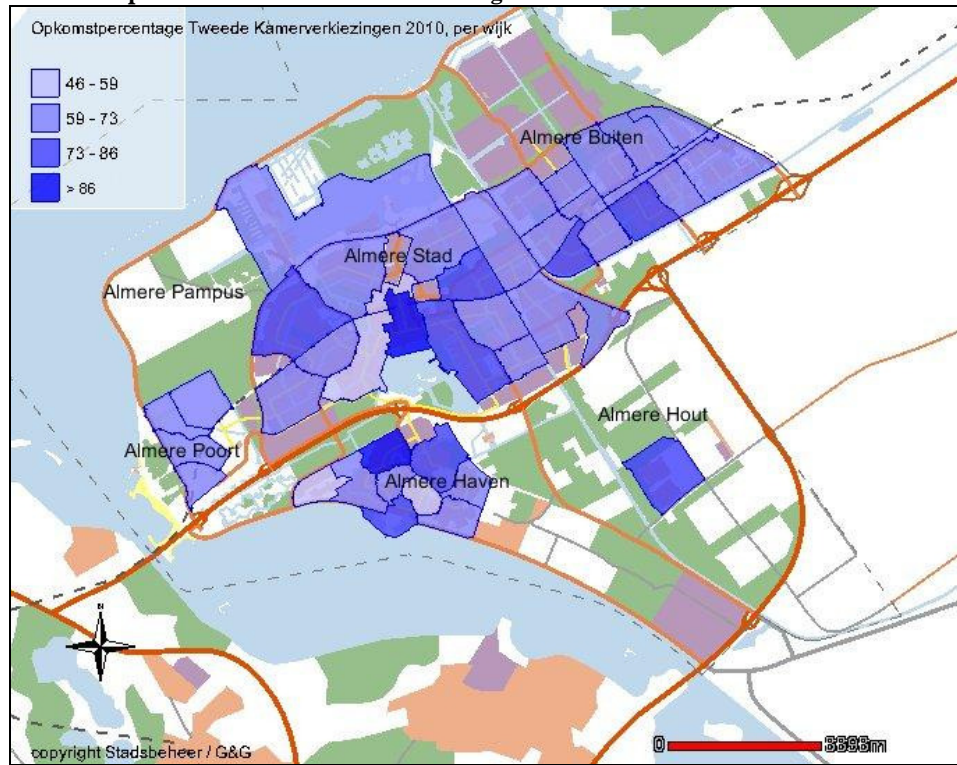 Opkomstpercentage Tweede Kamerverkiezingen 2010, per wijk
46 - 59
59 - 73
73 - 86
> 86
Almere Buiten
Almere Stad
Almere Pampus
Almere Hout
Almere Poort
Almere Haven
N
copyright Stadsbeheer / G&G
0